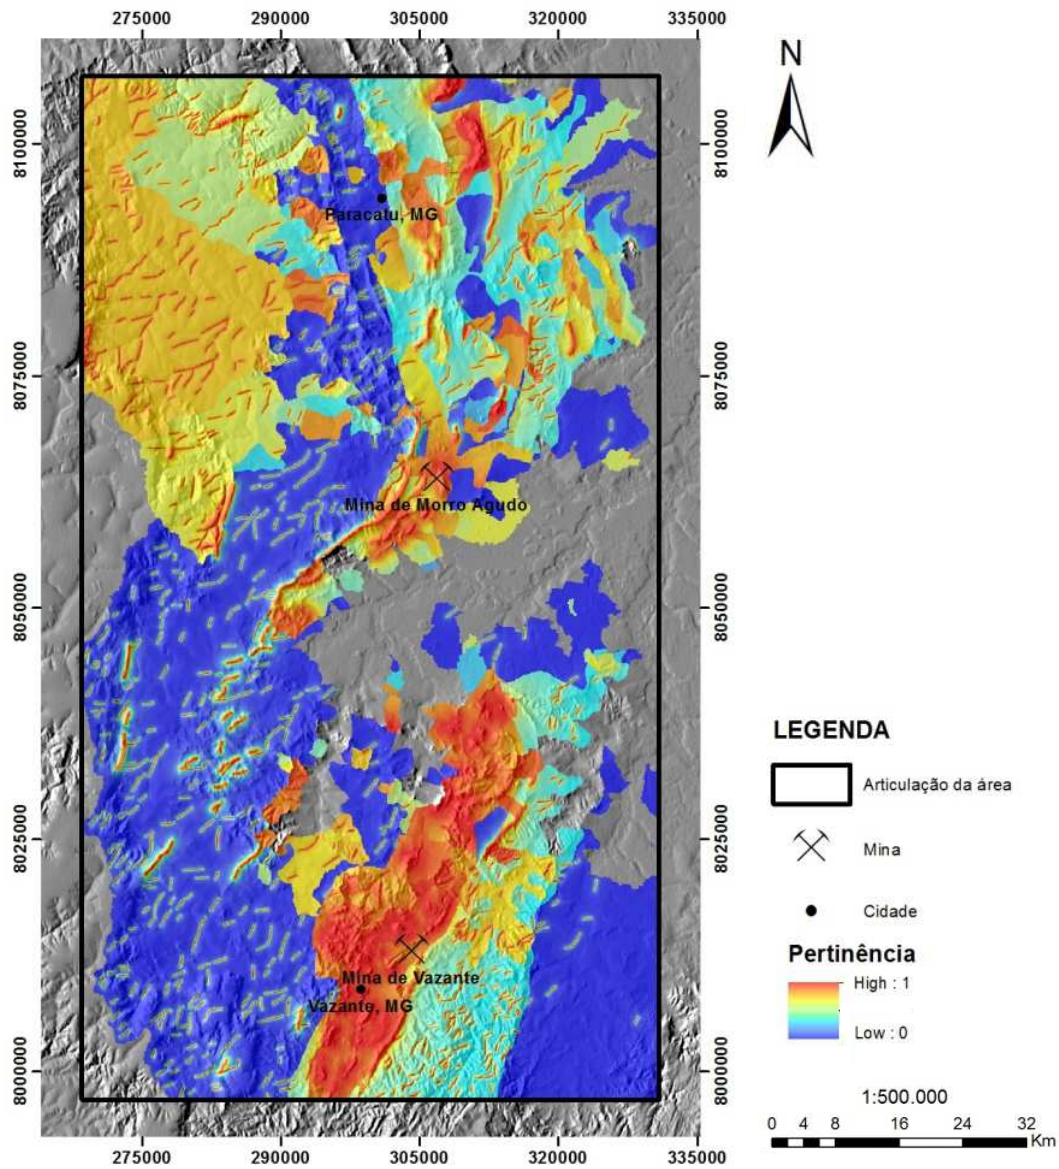 275000 290000 305000 320000 335000
N
8100000 8100000
Paracatu, MG
8075000 8075000
Mina de Morro Agudo
8050000 8050000
LEGENDA
Articulação da área
8025000 8025000
Mina
Cidade
Pertinência
Mina de Vazante
High : 1
Vazante, MG
Low : 0
8000000 8000000
1:500.000
0 2 4 8 16 24 32
Km
275000 290000 305000 320000 335000